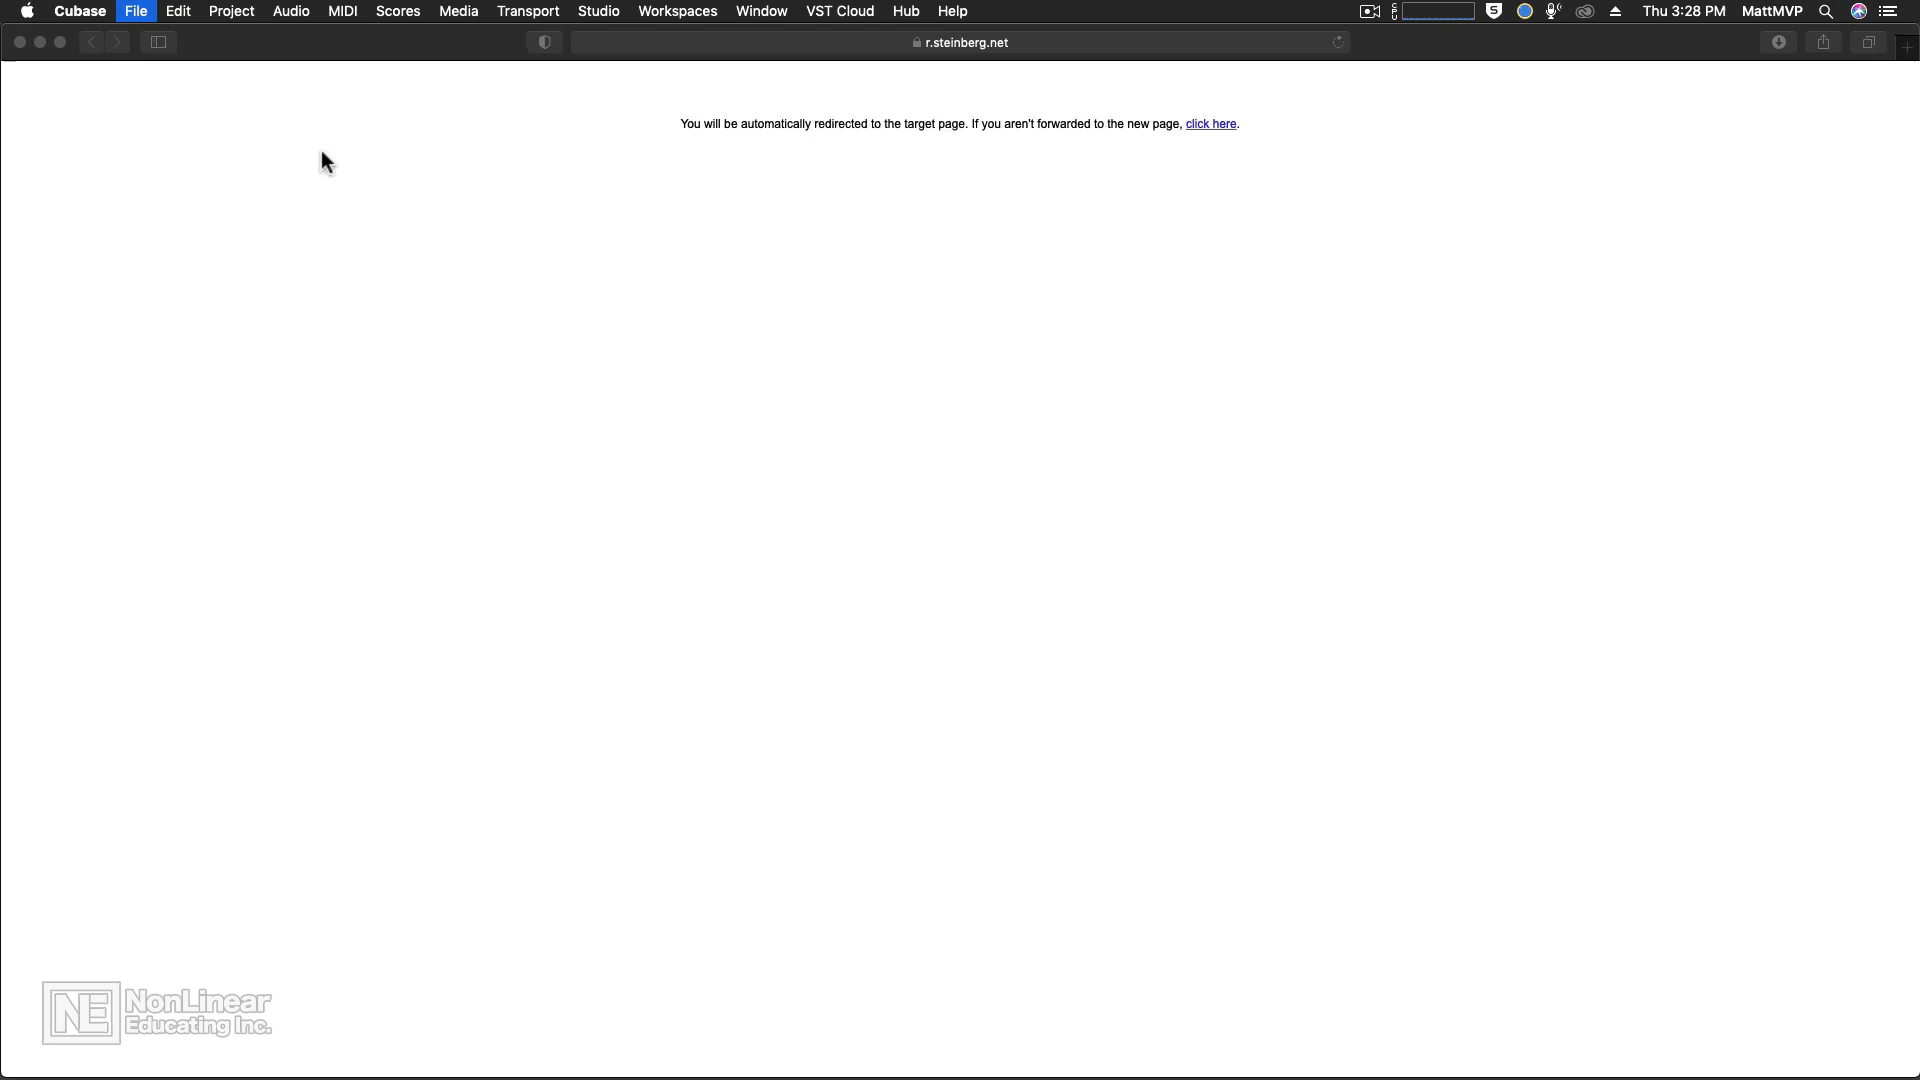 Cubase File Edit Project Audio MIDI Scores Media Transport Studio Workspaces Window VST Cloud Hub Help Thu 3:28 PM MattMVP
r.steinberg.net
You will be automatically redirected to the target page. If you aren't forwarded to the new page, click here.
NE NonLinear
Educating Inc.